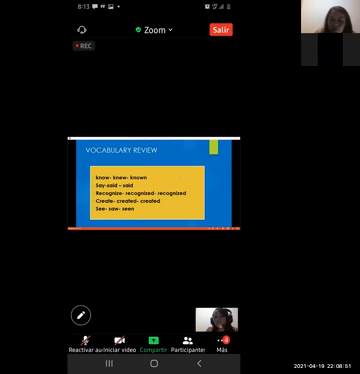 8:13
Zoom
Salir
REC
VOCABULARY REVIEW
know- knew- known
Say-said – said
Recognize- recognized- recognized
Create- created- created
See- saw- seen
Reactivar au
Iniciar video
Compartir
Participantes
Más
2021-04-19 22:08:51